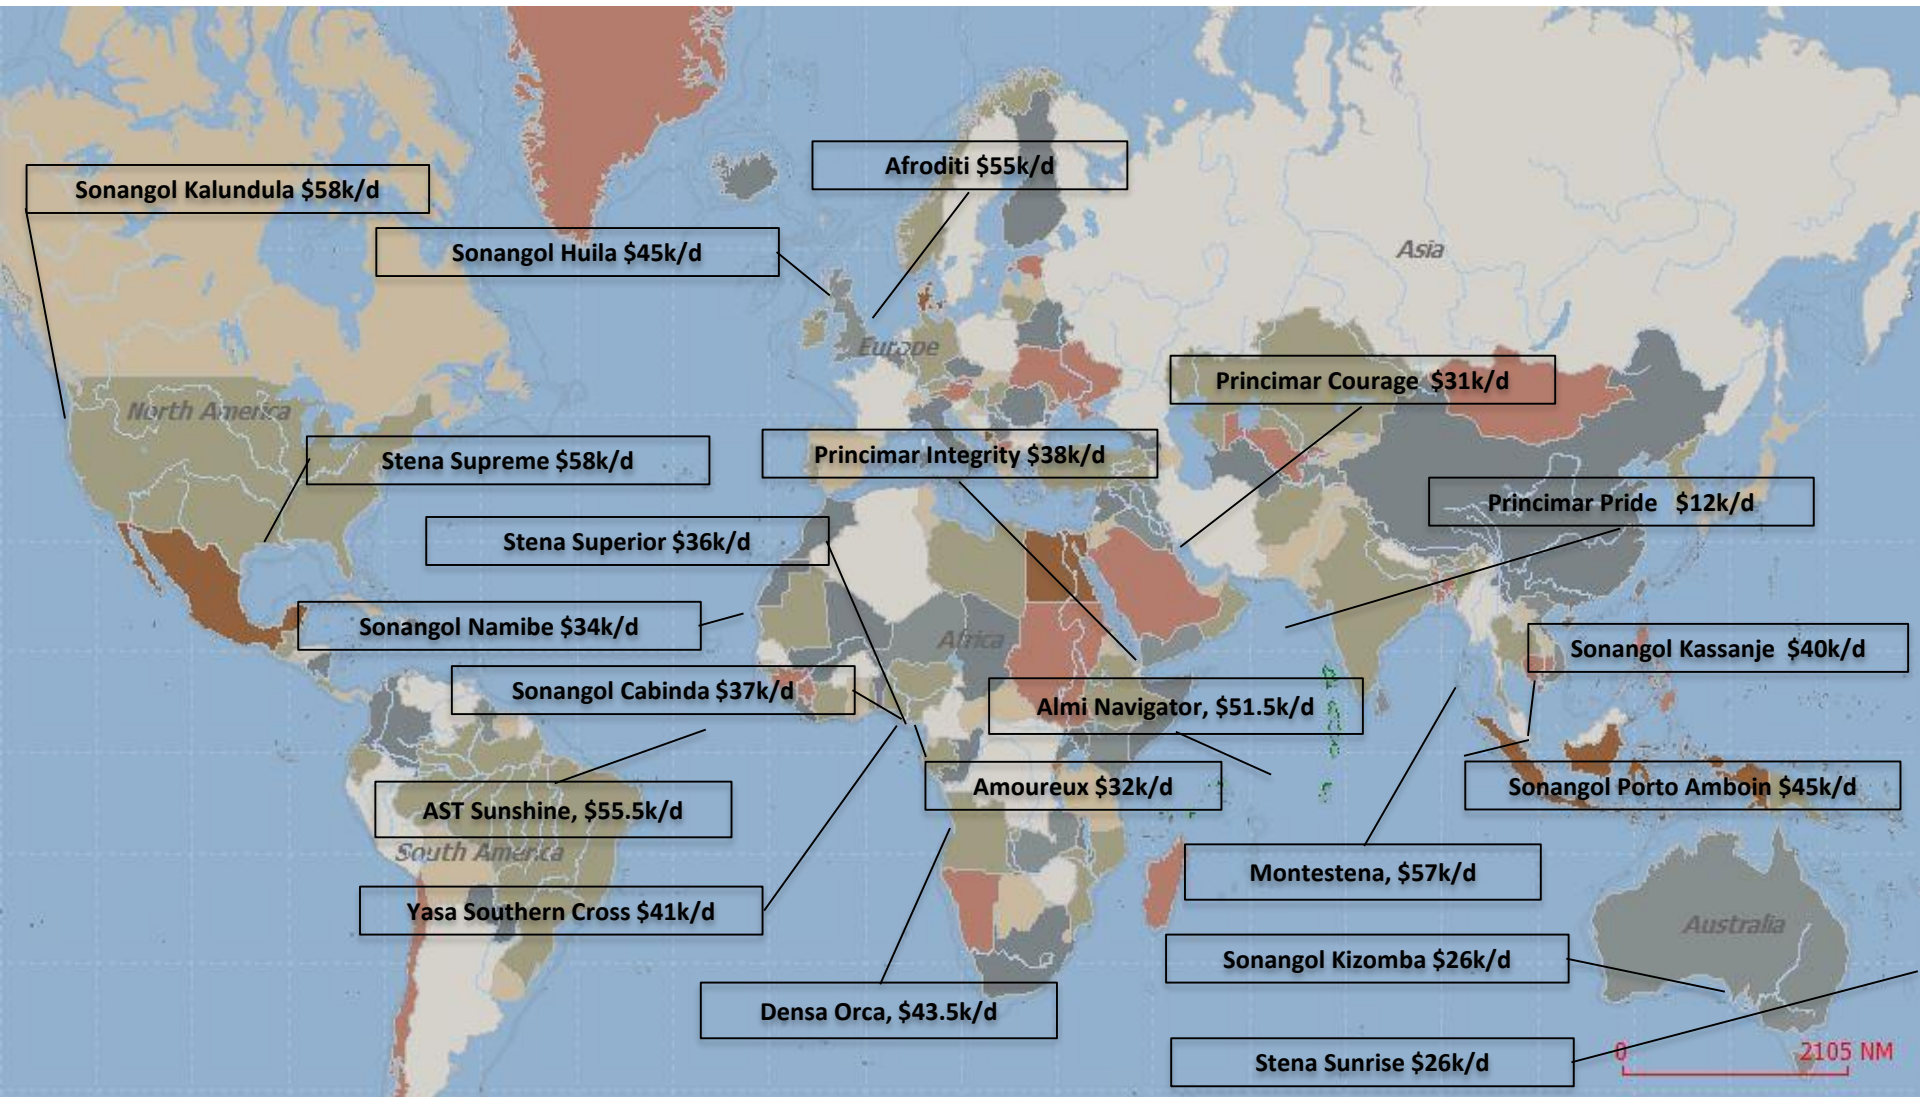 Afroditi $55k/d
Sonangol Kalundula $58k/d
Sonangol Huila $45k/d
Asia
Europe
Princimar Courage $31k/d
North America
Stena Supreme $58k/d
Princimar Integrity $38k/d
Princimar Pride $12k/d
Stena Superior $36k/d
Sonangol Namibe $34k/d
Africa
Sonangol Kassanje $40k/d
Sonangol Cabinda $37k/d
Almi Navigator, $51.5k/d
Amoureux $32k/d
Sonangol Porto Amboin $45k/d
AST Sunshine, $55.5k/d
South America
Montestena, $57k/d
Yasa Southern Cross $41k/d
Australia
Sonangol Kizomba $26k/d
Densa Orca, $43.5k/d
Stena Sunrise $26k/d
0 2105 NM